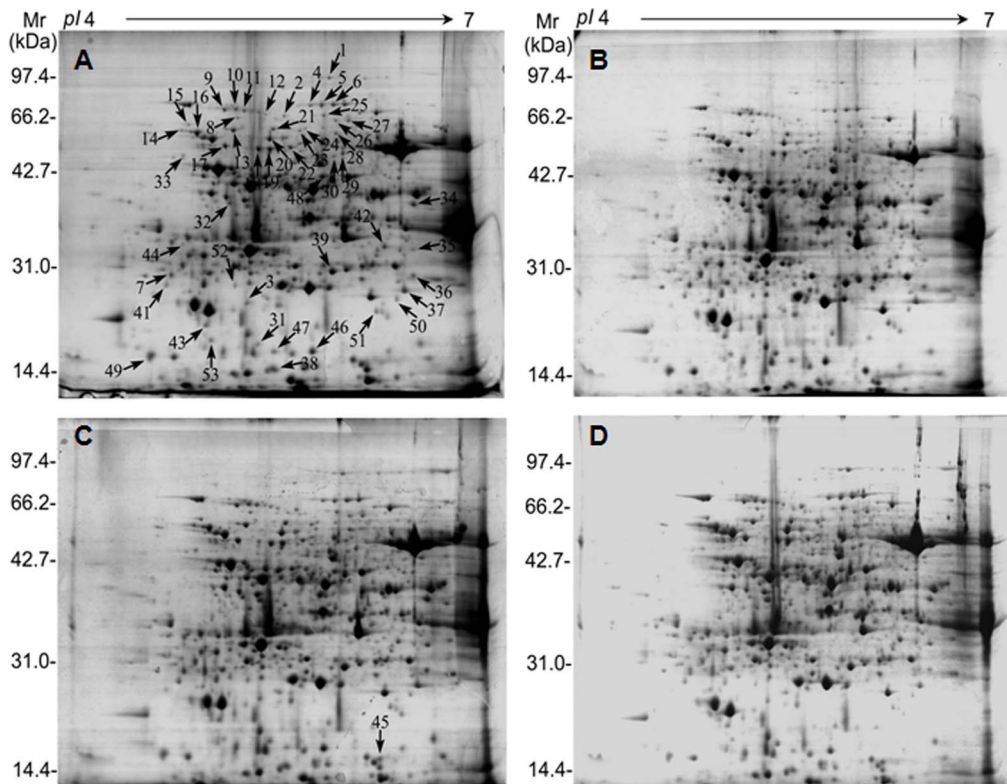 Mr pI 4 7 pI 4 7
(kDa) A B
97.4- 97.4-
66.2- 66.2-
42.7- 42.7-
31.0- 31.0-
14.4- 14.4-
1
9 10 11 12 2 4 5 6
15 16 25
14 8 21 27
26
33 17 13 20 24
23 28
19 22
18
48 30 29 34
32 42
44 52 39 35
7 3 36
41 37
31 47 46 50
43 51
49 53 38
C D
97.4- 97.4-
66.2- 66.2-
42.7- 42.7-
31.0- 31.0-
45
14.4- 14.4-